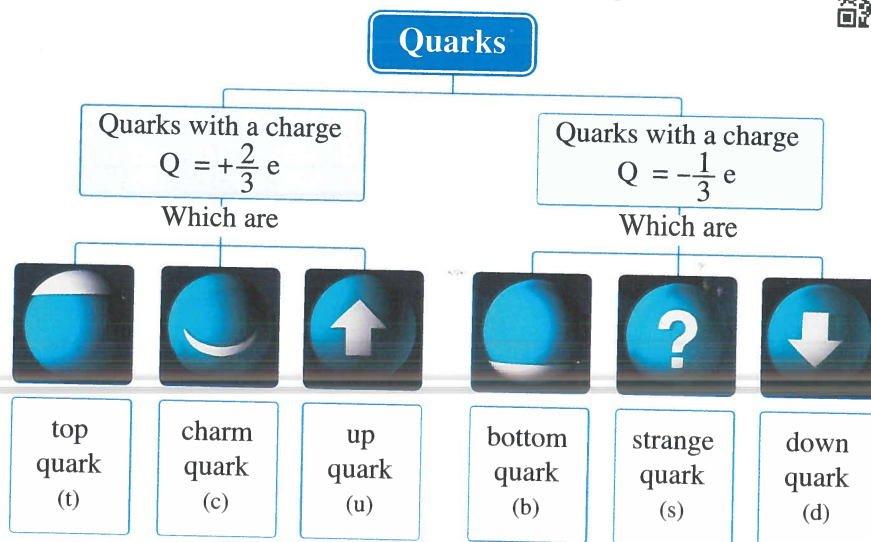 Quarks
Quarks with a charge
Q = +2/3 e
Which are
top
quark
(t)
charm
quark
(c)
up
quark
(u)
Quarks with a charge
Q = −1/3 e
Which are
bottom
quark
(b)
?
strange
quark
(s)
down
quark
(d)